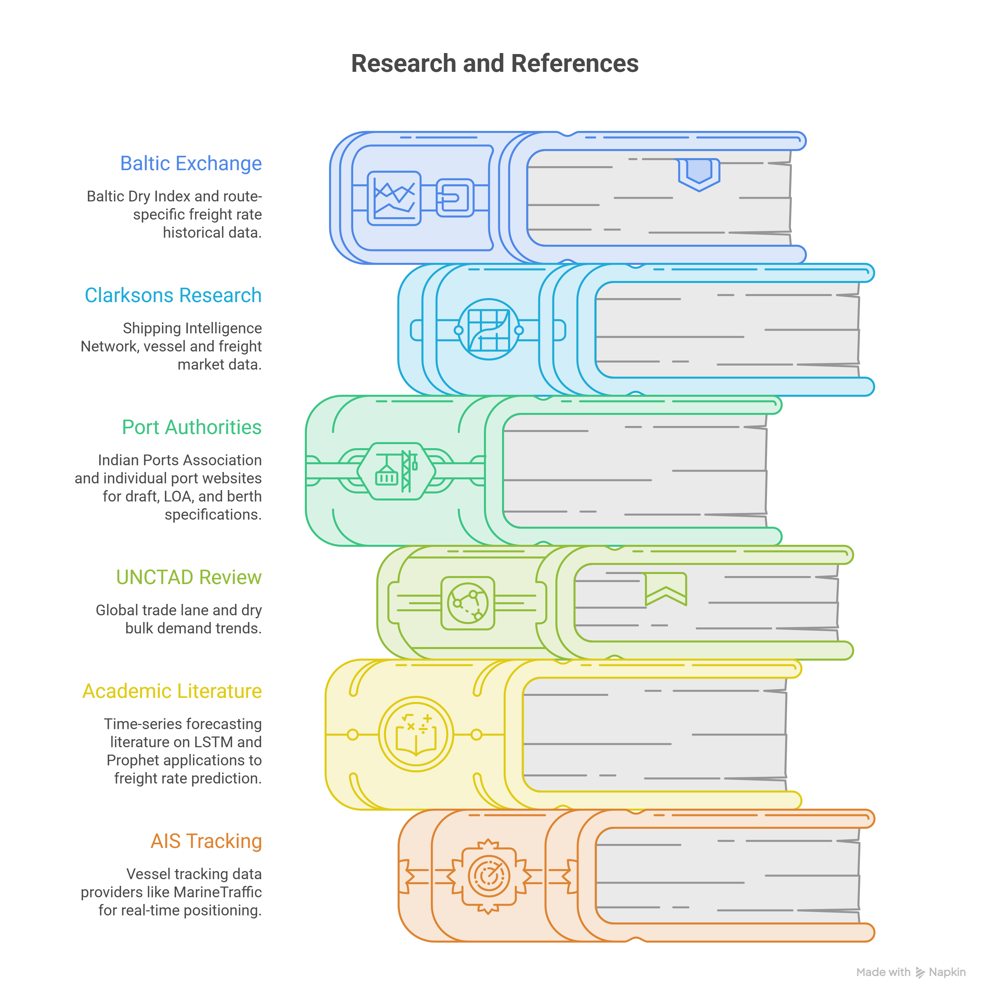 Research and References
Baltic Exchange
Baltic Dry Index and route-
specific freight rate
historical data.
Clarksons Research
Shipping Intelligence
Network, vessel and freight
market data.
Port Authorities
Indian Ports Association
and individual port websites
for draft, LOA, and berth
specifications.
UNCTAD Review
Global trade lane and dry
bulk demand trends.
Academic Literature
Time-series forecasting
literature on LSTM and
Prophet applications to
freight rate prediction.
AIS Tracking
Vessel tracking data
providers like MarineTraffic
for real-time positioning.
Made with Napkin